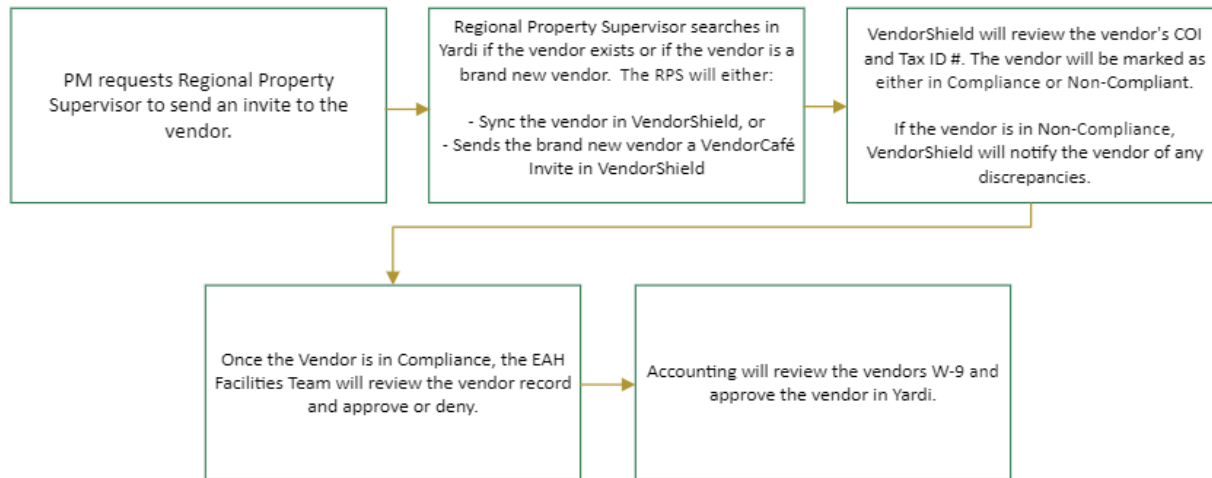 PM requests Regional Property
Supervisor to send an invite to the
vendor.
Regional Property Supervisor searches in
Yardi if the vendor exists or if the vendor is a
brand new vendor.  The RPS will either:
- Sync the vendor in VendorShield, or
- Sends the brand new vendor a VendorCafé
Invite in VendorShield
VendorShield will review the vendor's COI
and Tax ID #. The vendor will be marked as
either in Compliance or Non-Compliant.
If the vendor is in Non-Compliance,
VendorShield will notify the vendor of any
discrepancies.
Once the Vendor is in Compliance, the EAH
Facilities Team will review the vendor record
and approve or deny.
Accounting will review the vendors W-9 and
approve the vendor in Yardi.